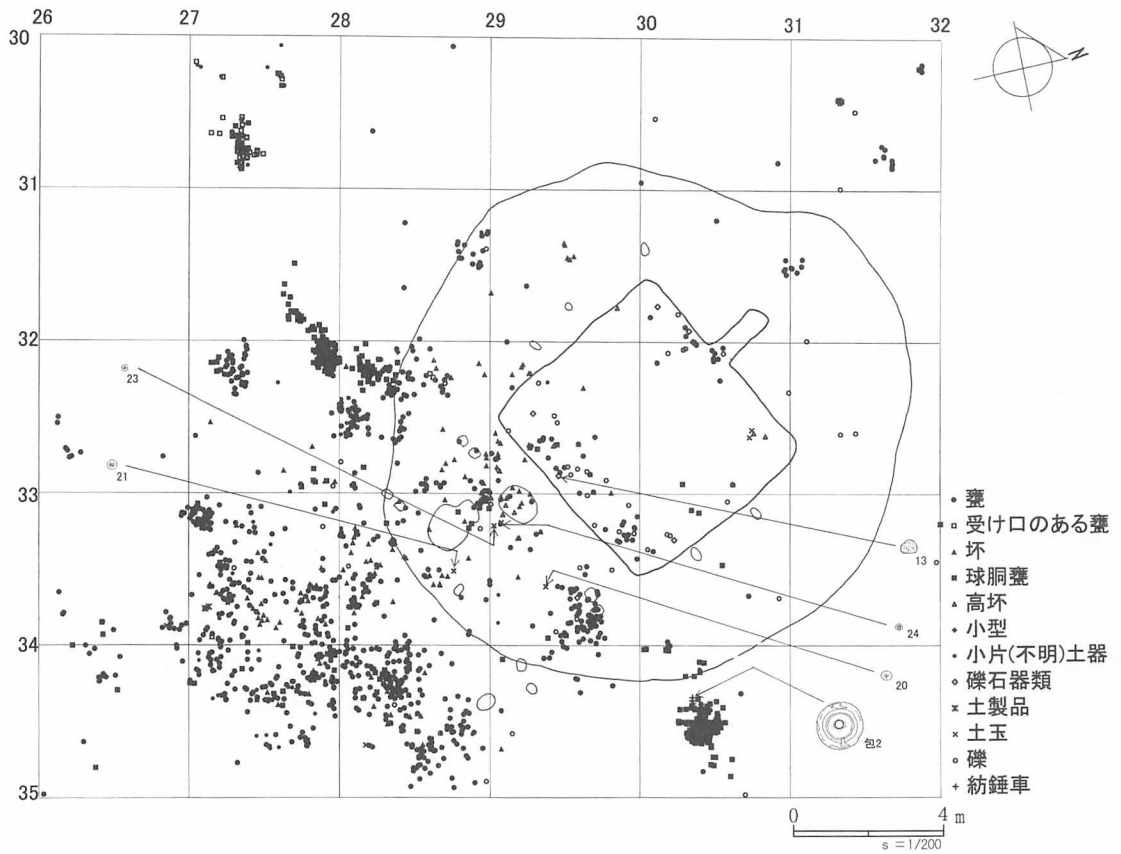 26 27 28 29 30 31 32
30
31
32
33
34
35
N
23
21
13
24
20
包2
甕
受け口のある甕
坏
球胴甕
高坏
小型
小片(不明)土器
礫石器類
土製品
土玉
礫
紡錘車
0 4 m
s =1/200